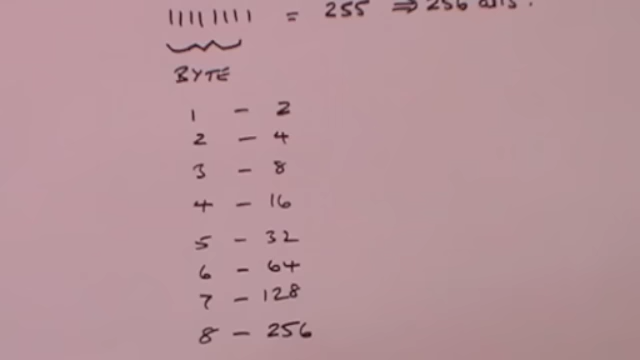 11111111 = 255 ⇒ 256
BYTE
1 - 2
2 - 4
3 - 8
4 - 16
5 - 32
6 - 64
7 - 128
8 - 256